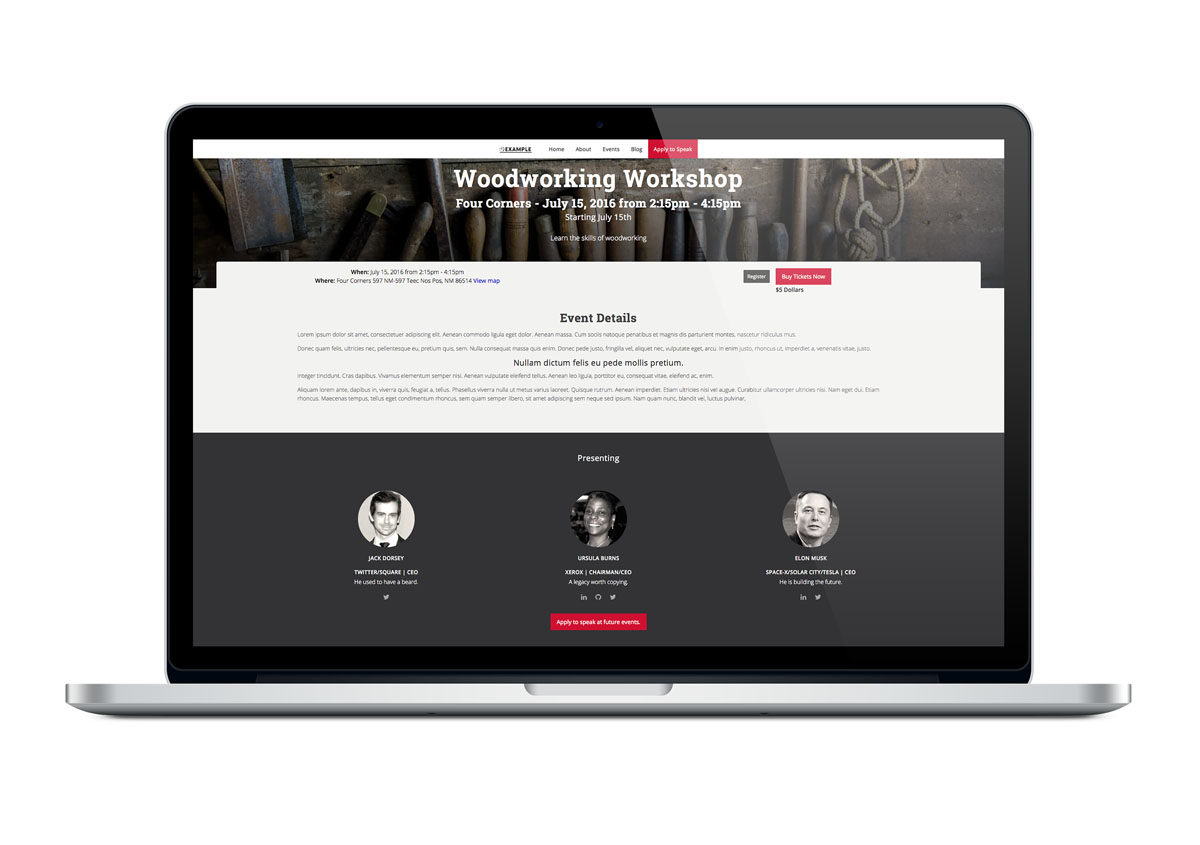 EXAMPLE Home About Events Blog Apply to Speak
Woodworking Workshop
Four Corners - July 15, 2016 from 2:15pm - 4:15pm
Starting July 15th
Learn the skills of woodworking
When: July 15, 2016 from 2:15pm - 4:15pm
Where: Four Corners 597 NM-597 Teec Nos Pos, NM 86514 View map
Register Buy Tickets Now
$5 Dollars
Event Details
Lorem ipsum dolor sit amet, consectetuer adipiscing elit. Aenean commodo ligula eget dolor. Aenean massa. Cum sociis natoque penatibus et magnis dis parturient montes, nascetur ridiculus mus.
Donec quam felis, ultricies nec, pellentesque eu, pretium quis, sem. Nulla consequat massa quis enim. Donec pede justo, fringilla vel, aliquet nec, vulputate eget, arcu. In enim justo, rhoncus ut, imperdiet a, venenatis vitae, justo.
Nullam dictum felis eu pede mollis pretium.
Integer tincidunt. Cras dapibus. Vivamus elementum semper nisi. Aenean vulputate eleifend tellus. Aenean leo ligula, porttitor eu, consequat vitae, eleifend ac, enim.
Aliquam lorem ante, dapibus in, viverra quis, feugiat a, tellus. Phasellus viverra nulla ut metus varius laoreet. Quisque rutrum. Aenean imperdiet. Etiam ultricies nisi vel augue. Curabitur ullamcorper ultricies nisi. Nam eget dui. Etiam
rhoncus. Maecenas tempus, tellus eget condimentum rhoncus, sem quam semper libero, sit amet adipiscing sem neque sed ipsum. Nam quam nunc, blandit vel, luctus pulvinar,
Presenting
JACK DORSEY
TWITTER/SQUARE | CEO
He used to have a beard.
URSULA BURNS
XEROX | CHAIRMAN/CEO
A legacy worth copying.
ELON MUSK
SPACE-X/SOLAR CITY/TESLA | CEO
He is building the future.
Apply to speak at future events.